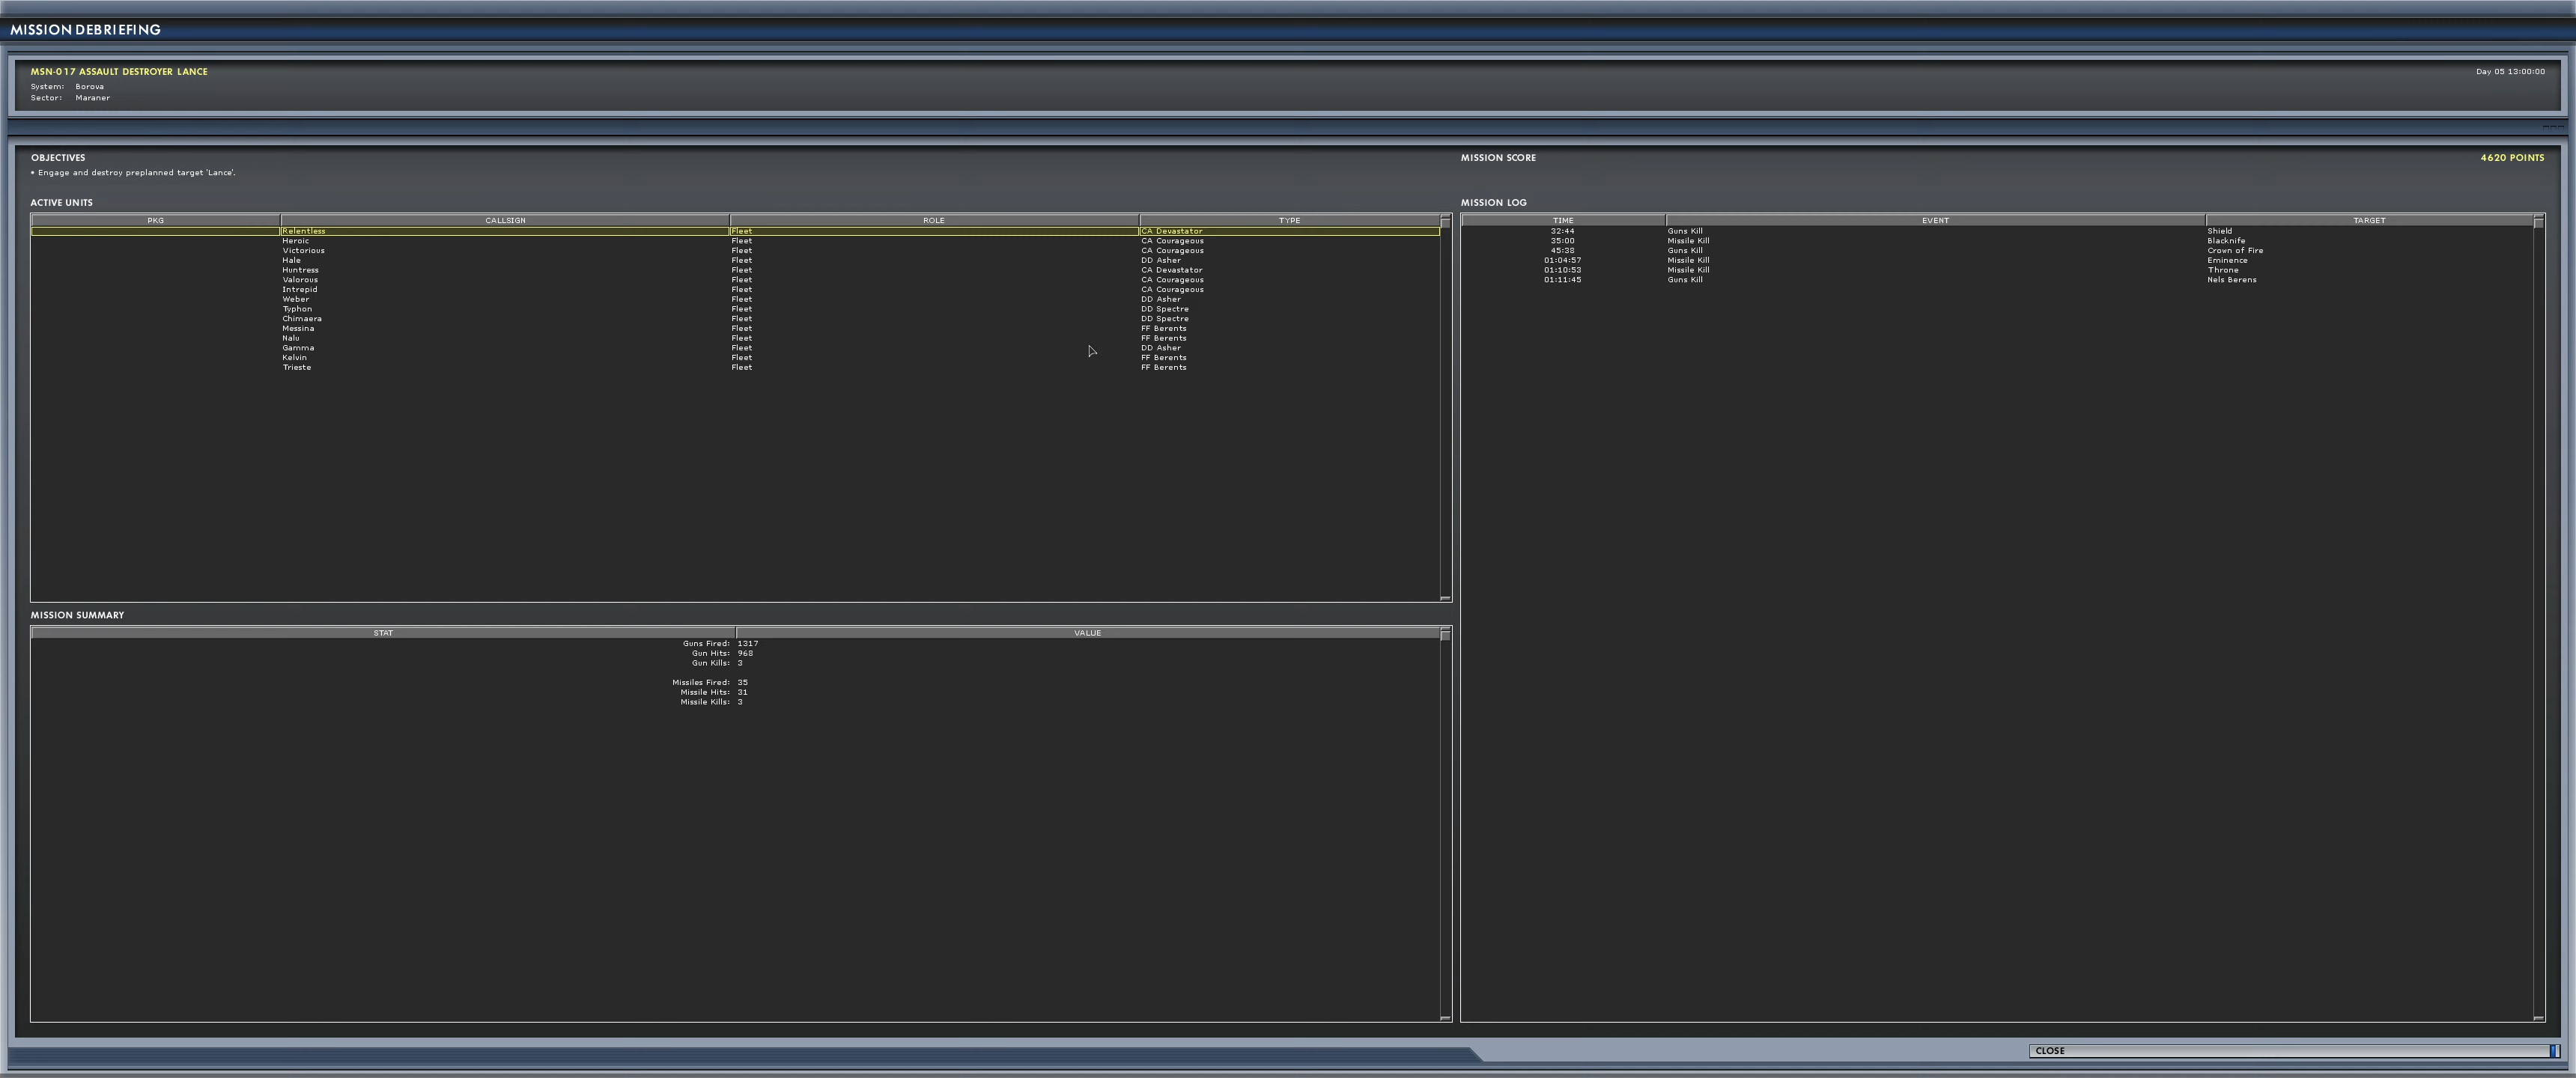 MISSION DEBRIEFING
MSN-017 ASSAULT DESTROYER LANCE
Day 05 13:00:00
System: Borova
Sector: Maraner
OBJECTIVES
• Engage and destroy preplanned target 'Lance'.
MISSION SCORE 4620 POINTS
ACTIVE UNITS
PKG CALLSIGN ROLE TYPE
Relentless Fleet CA Devastator
Heroic Fleet CA Courageous
Victorious Fleet CA Courageous
Hale Fleet DD Asher
Huntress Fleet CA Devastator
Valorous Fleet CA Courageous
Intrepid Fleet CA Courageous
Weber Fleet DD Asher
Typhon Fleet DD Spectre
Chimaera Fleet DD Spectre
Messina Fleet FF Berents
Nalu Fleet FF Berents
Gamma Fleet DD Asher
Kelvin Fleet FF Berents
Trieste Fleet FF Berents
MISSION LOG
TIME EVENT TARGET
32:44 Guns Kill Shield
35:00 Missile Kill Blacknife
45:38 Guns Kill Crown of Fire
01:04:57 Missile Kill Eminence
01:10:53 Missile Kill Throne
01:11:45 Guns Kill Nels Berens
MISSION SUMMARY
STAT VALUE
Guns Fired: 1317
Gun Hits: 968
Gun Kills: 3
Missiles Fired: 35
Missile Hits: 31
Missile Kills: 3
CLOSE